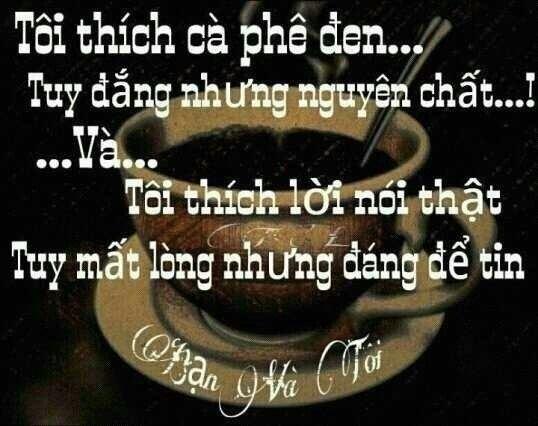 Tôi thích cà phê đen...
Tuy đắng nhưng nguyên chất...!
...Và...
Tôi thích lời nói thật
Tuy mất lòng nhưng đáng để tin
Bạn Và Tôi